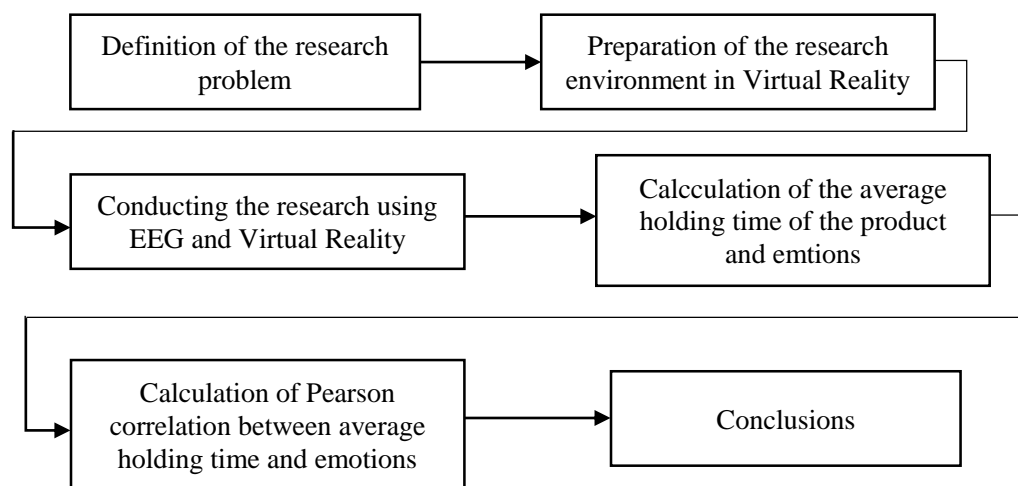 Definition of the research
problem
Preparation of the research
environment in Virtual Reality
Conducting the research using
EEG and Virtual Reality
Calcculation of the average
holding time of the product
and emtions
Calculation of Pearson
correlation between average
holding time and emotions
Conclusions